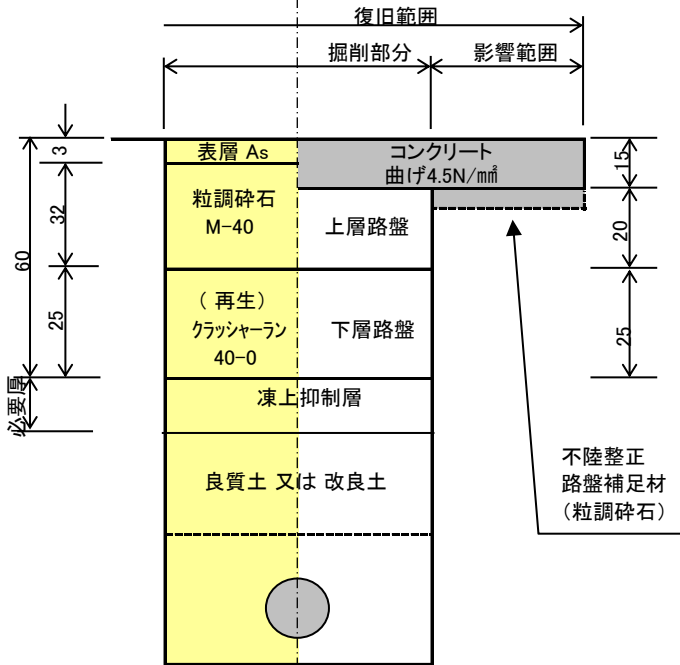 復旧範囲
掘削部分 影響範囲
3
32
60
25
必要厚
表層 As
粒調砕石
M-40
(再生)
クラッシャーラン
40-0
コンクリート
曲げ4.5N/㎟
上層路盤
下層路盤
凍上抑制層
良質土 又は 改良土
15
20
25
不陸整正
路盤補足材
(粒調砕石)